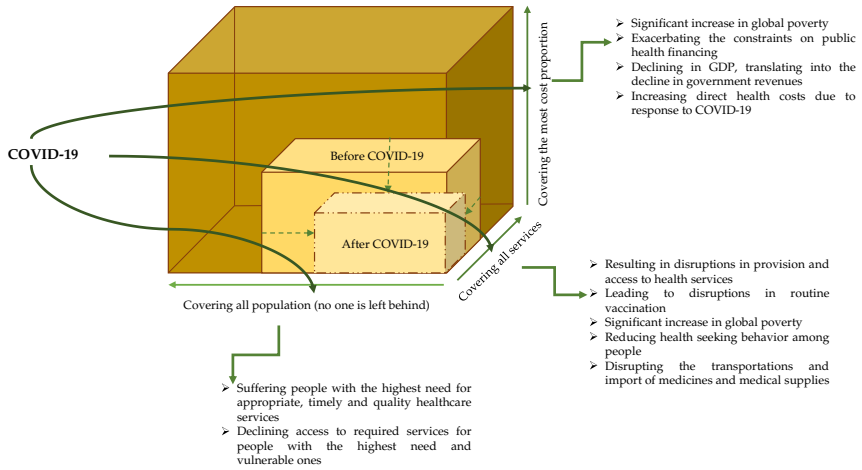 ➢ Significant increase in global poverty
➢ Exacerbating the constraints on public
health financing
➢ Declining in GDP, translating into the
decline in government revenues
➢ Increasing direct health costs due to
response to COVID-19
Covering the most cost proportion
COVID-19
Before COVID-19
After COVID-19
Covering all services
Covering all population (no one is left behind)
➢ Resulting in disruptions in provision and
access to health services
➢ Leading to disruptions in routine
vaccination
➢ Significant increase in global poverty
➢ Reducing health seeking behavior among
people
➢ Disrupting the transportations and
import of medicines and medical supplies
➢ Suffering people with the highest need for
appropriate, timely and quality healthcare
services
➢ Declining access to required services for
people with the highest need and
vulnerable ones